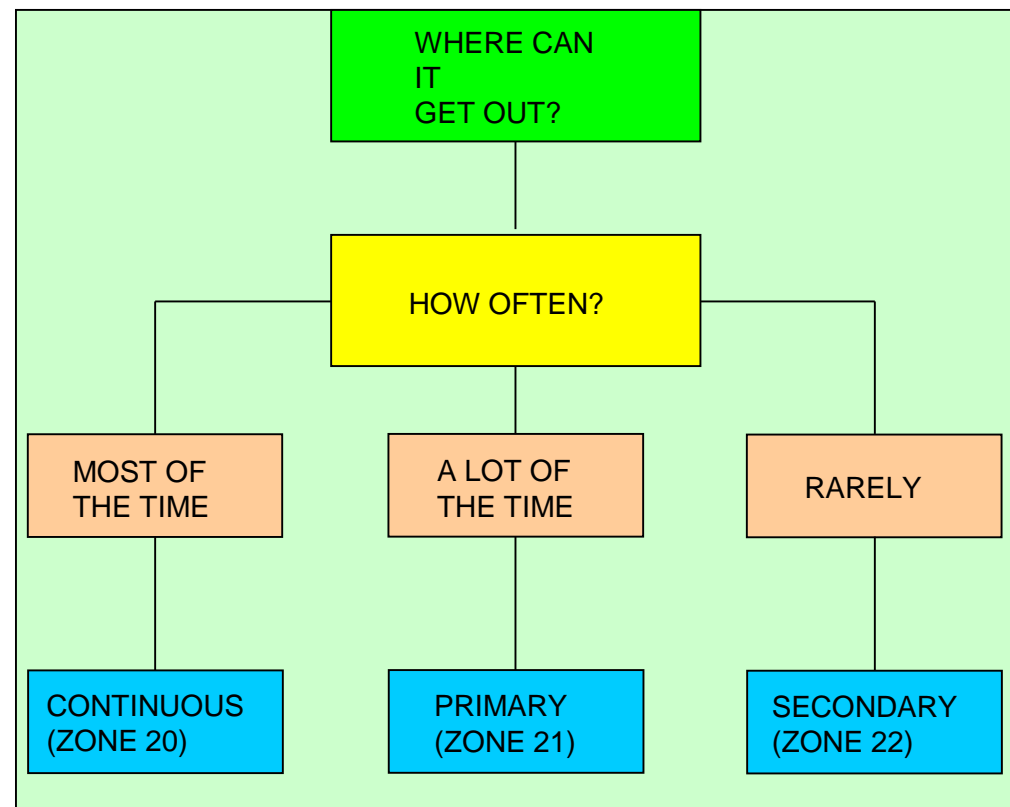 WHERE CAN
IT
GET OUT?
HOW OFTEN?
MOST OF
THE TIME
A LOT OF
THE TIME
RARELY
CONTINUOUS
(ZONE 20)
PRIMARY
(ZONE 21)
SECONDARY
(ZONE 22)